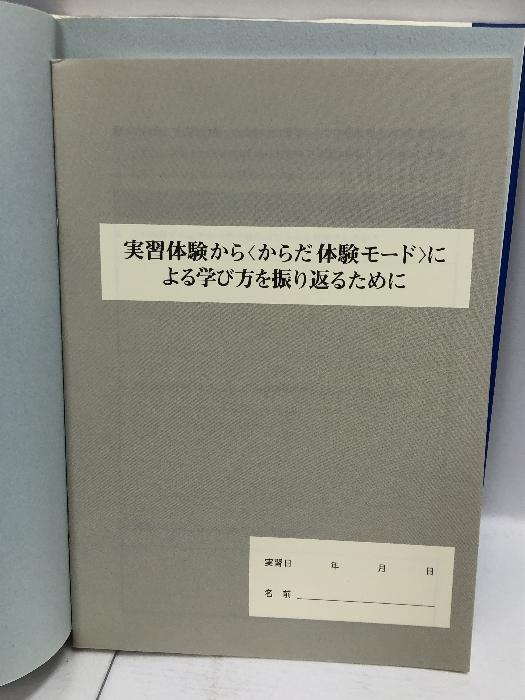 実習体験から〈からだ体験モード〉に
よる学び方を振り返るために
実習日 年 月 日
名 前